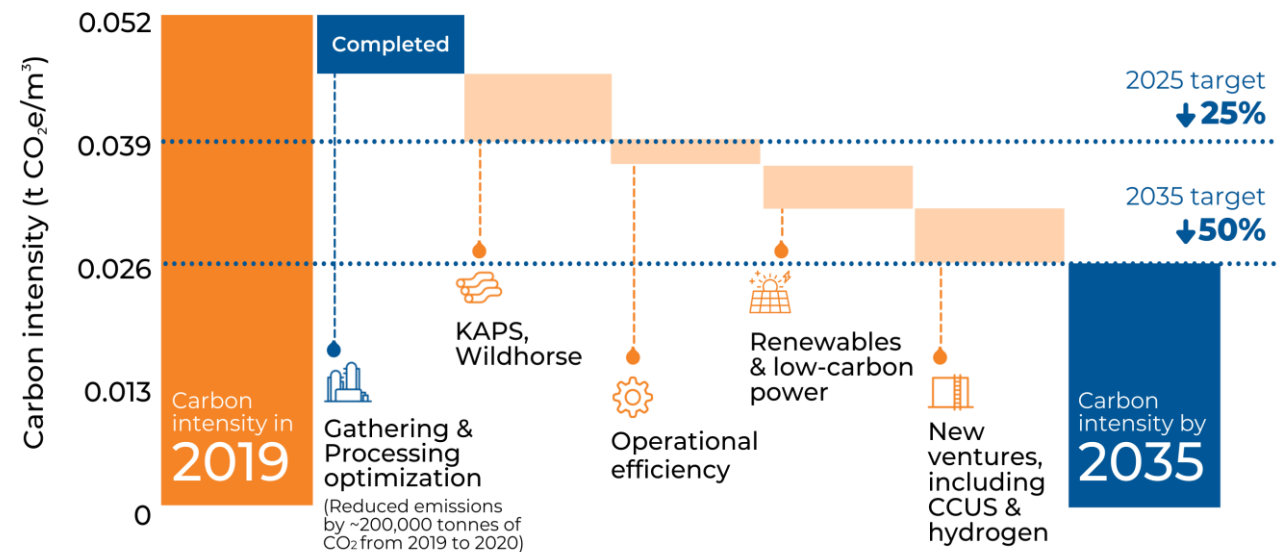 Carbon intensity (t CO₂e/m³)
0.052
0.039
0.026
0.013
0
Carbon
intensity in
2019
Completed
Gathering &
Processing
optimization
(Reduced emissions
by ~200,000 tonnes of
CO₂ from 2019 to 2020)
KAPS,
Wildhorse
Operational
efficiency
Renewables
& low-carbon
power
New
ventures,
including
CCUS &
hydrogen
2025 target
↓25%
2035 target
↓50%
Carbon
intensity by
2035